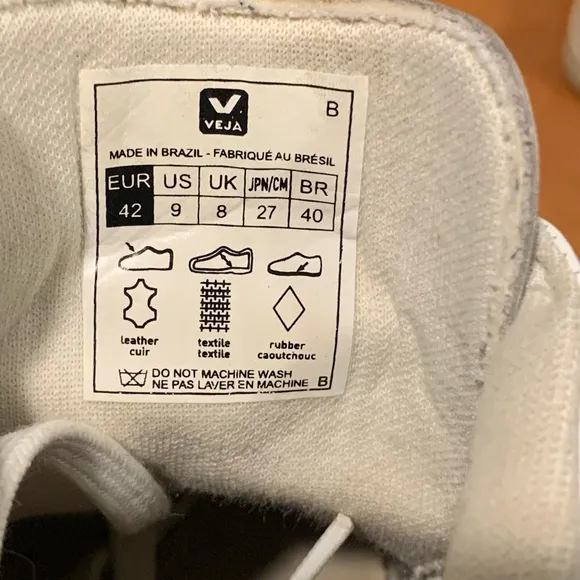 B
VEJA
MADE IN BRAZIL - FABRIQUÉ AU BRÉSIL
EUR US UK JPN/CM BR
42 9 8 27 40
leather textile rubber
cuir textile caoutchouc
DO NOT MACHINE WASH
NE PAS LAVER EN MACHINE B